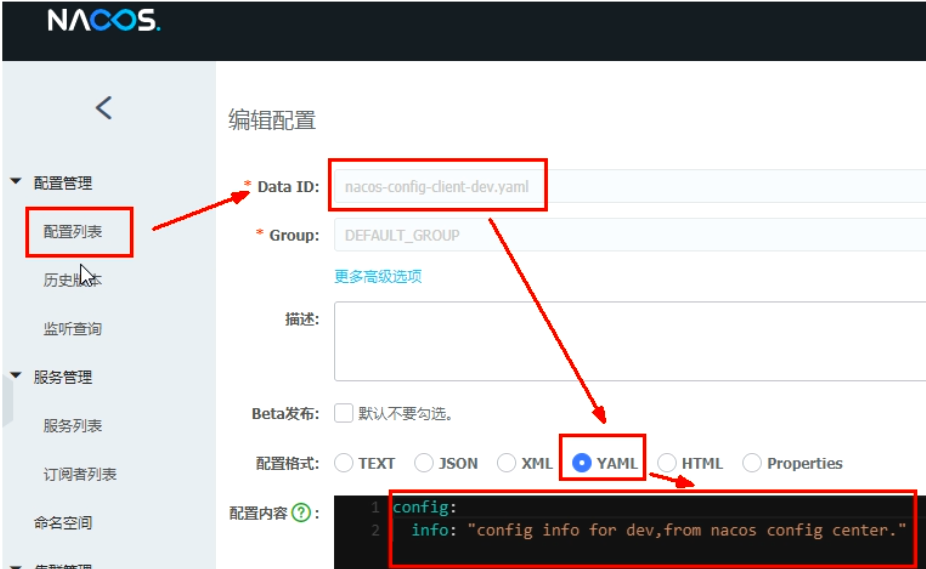 NACOS.
编辑配置
配置管理
* Data ID: nacos-config-client-dev.yaml
配置列表
* Group: DEFAULT_GROUP
历史版本
更多高级选项
监听查询
描述:
服务管理
Beta发布: 默认不要勾选。
服务列表
配置格式: TEXT JSON XML YAML HTML Properties
订阅者列表
配置内容 ? :
1 config:
2 info: "config info for dev,from nacos config center."
命名空间
集群管理